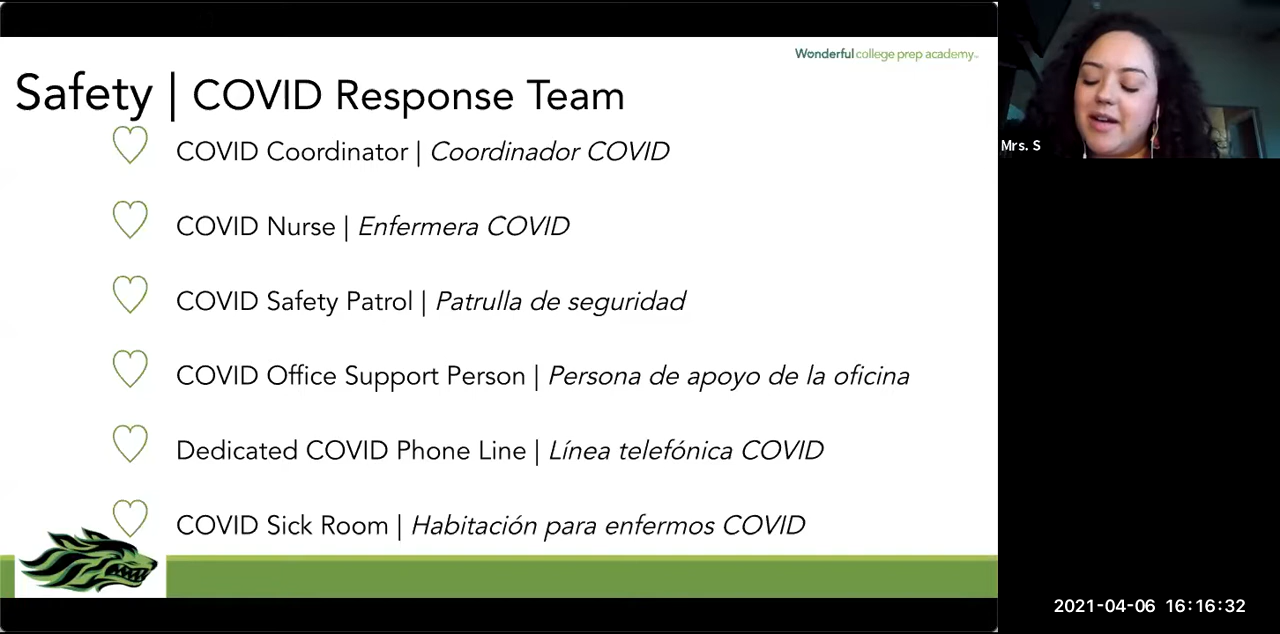 Wonderful college prep academy
Safety | COVID Response Team
COVID Coordinator | Coordinador COVID
COVID Nurse | Enfermera COVID
COVID Safety Patrol | Patrulla de seguridad
COVID Office Support Person | Persona de apoyo de la oficina
Dedicated COVID Phone Line | Línea telefónica COVID
COVID Sick Room | Habitación para enfermos COVID
Mrs. S
2021-04-06 16:16:32